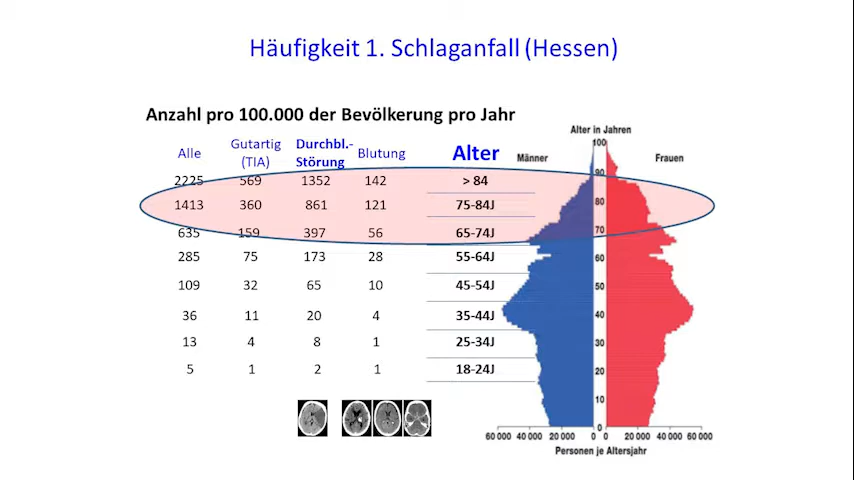 Häufigkeit 1. Schlaganfall (Hessen)
Anzahl pro 100.000 der Bevölkerung pro Jahr
Alle Gutartig (TIA) Durchbl.-Störung Blutung Alter
2225 569 1352 142 > 84
1413 360 861 121 75-84J
635 159 397 56 65-74J
285 75 173 28 55-64J
109 32 65 10 45-54J
36 11 20 4 35-44J
13 4 8 1 25-34J
5 1 2 1 18-24J
Alter in Jahren
Männer Frauen
100
90
80
70
60
50
40
30
20
10
0
60 000 40 000 20 000 0 0 20 000 40 000 60 000
Personen je Altersjahr